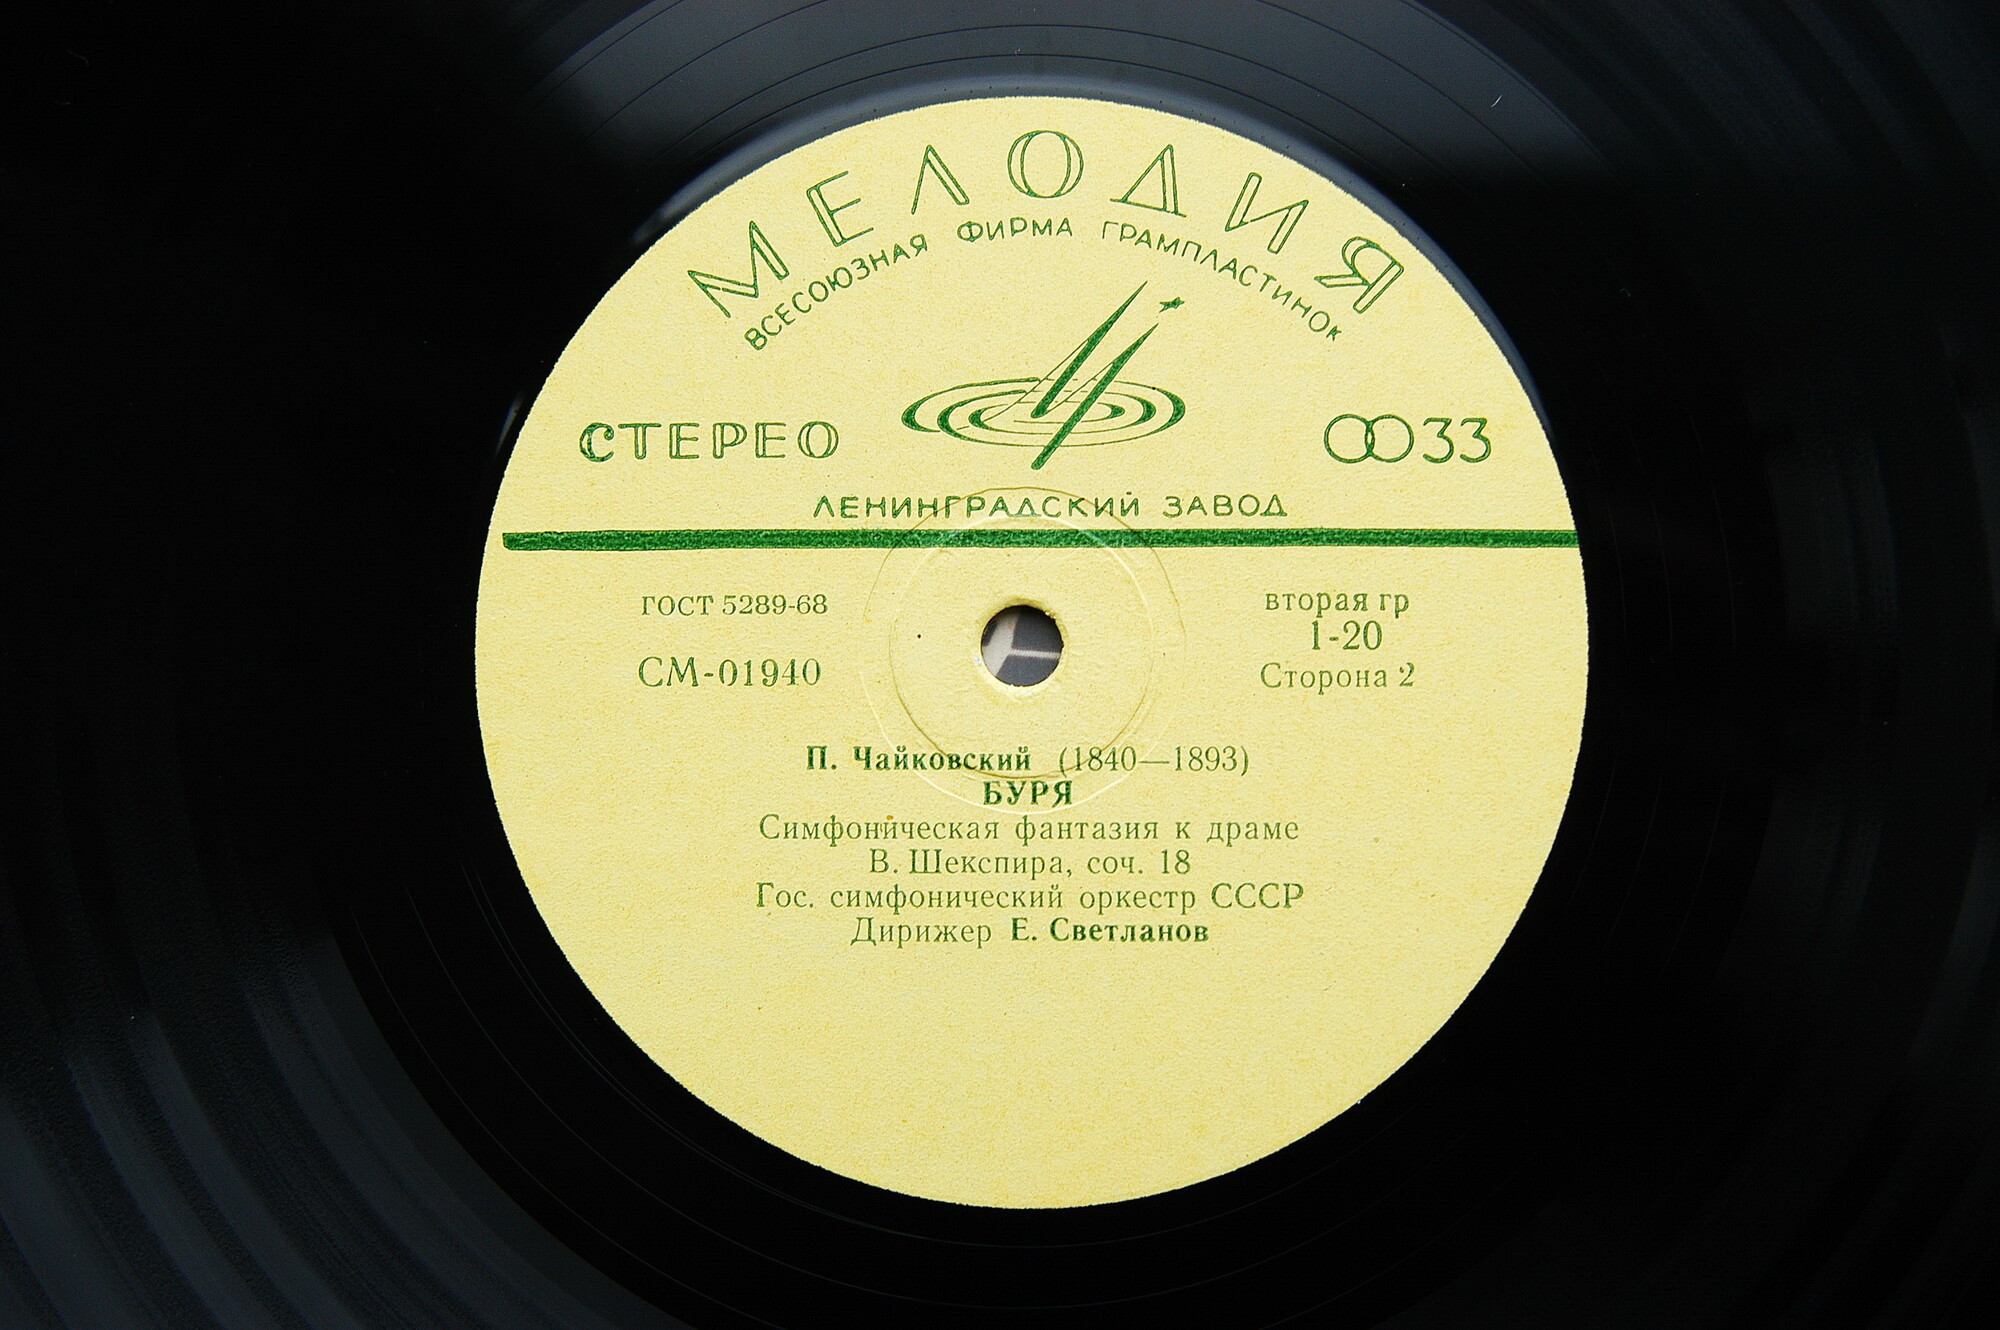 МЕЛОДИЯ
ВСЕСОЮЗНАЯ ФИРМА ГРАМПЛАСТИНОК
СТЕРЕО
33
ЛЕНИНГРАДСКИЙ ЗАВОД
ГОСТ 5289-68
СМ-01940
вторая гр
1-20
Сторона 2
П. Чайковский (1840—1893)
БУРЯ
Симфоническая фантазия к драме
В. Шекспира, соч. 18
Гос. симфонический оркестр СССР
Дирижер Е. Светланов